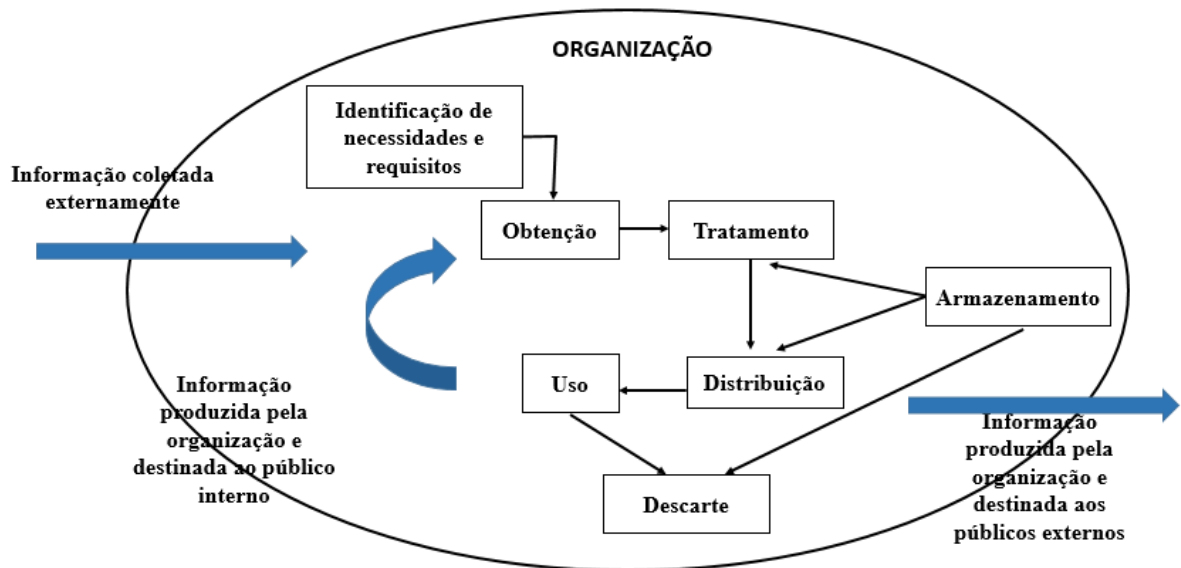 ORGANIZAÇÃO
Identificação de
necessidades e
requisitos
Informação coletada
externamente
Obtenção
Tratamento
Armazenamento
Uso
Distribuição
Informação
produzida pela
organização e
destinada ao público
interno
Informação
produzida pela
organização e
destinada aos
públicos externos
Descarte